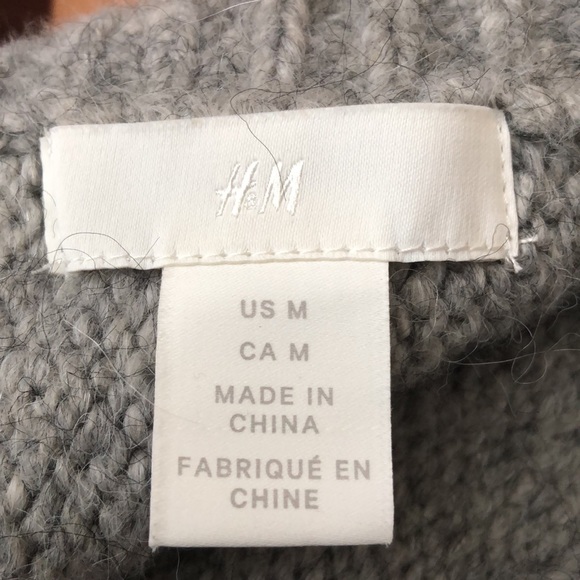 H&M
US M
CA M
MADE IN
CHINA
FABRIQUÉ EN
CHINE